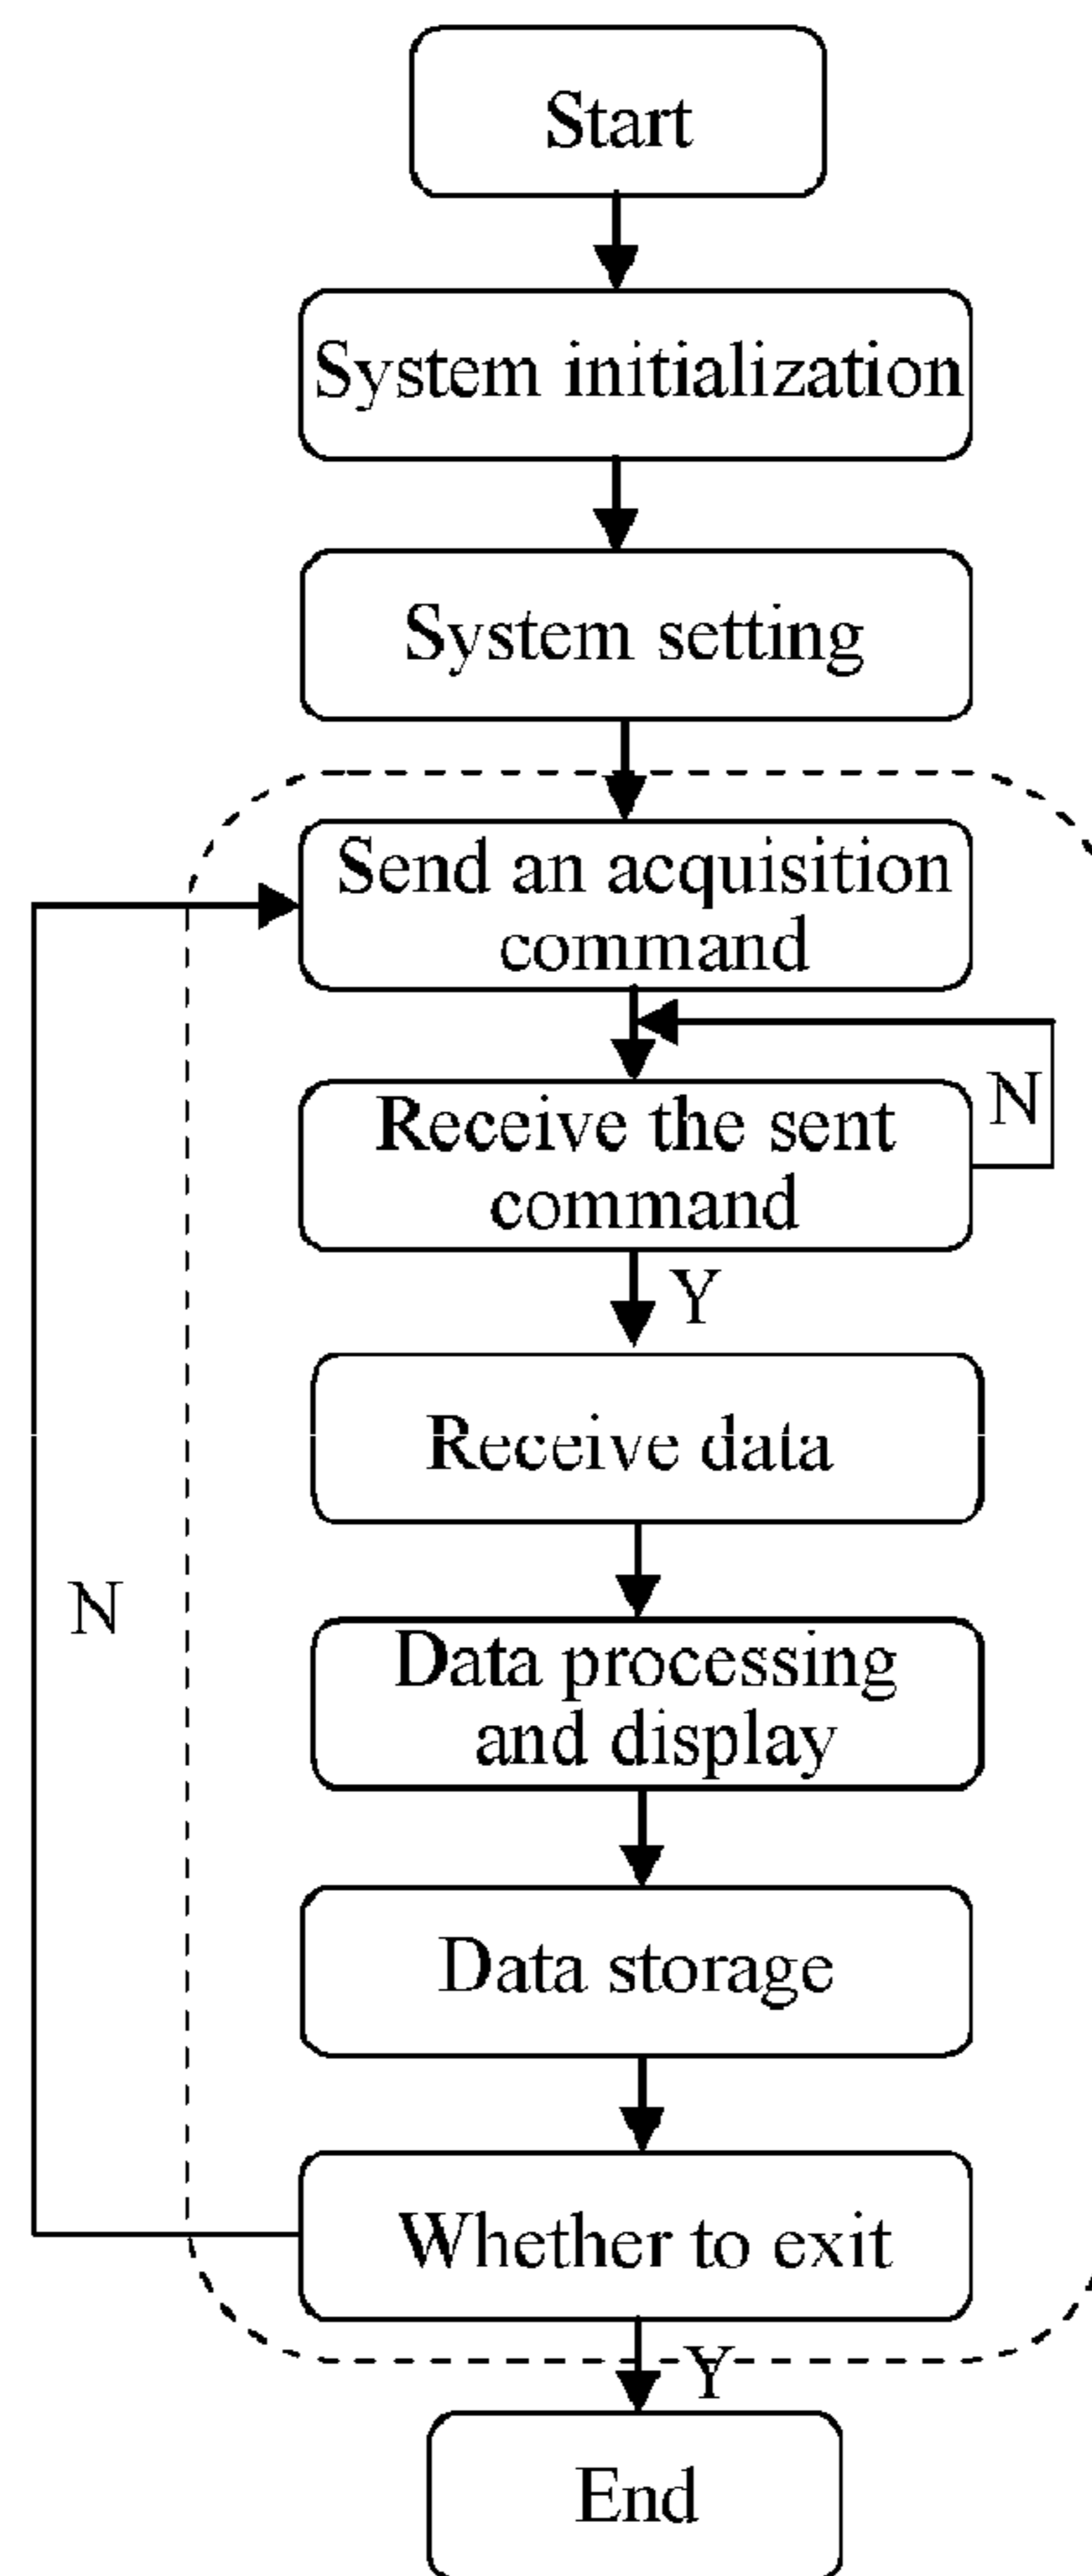 Start
System initialization
System setting
Send an acquisition
command
Receive the sent
command
N
Y
Receive data
N
Data processing
and display
Data storage
Whether to exit
Y
End